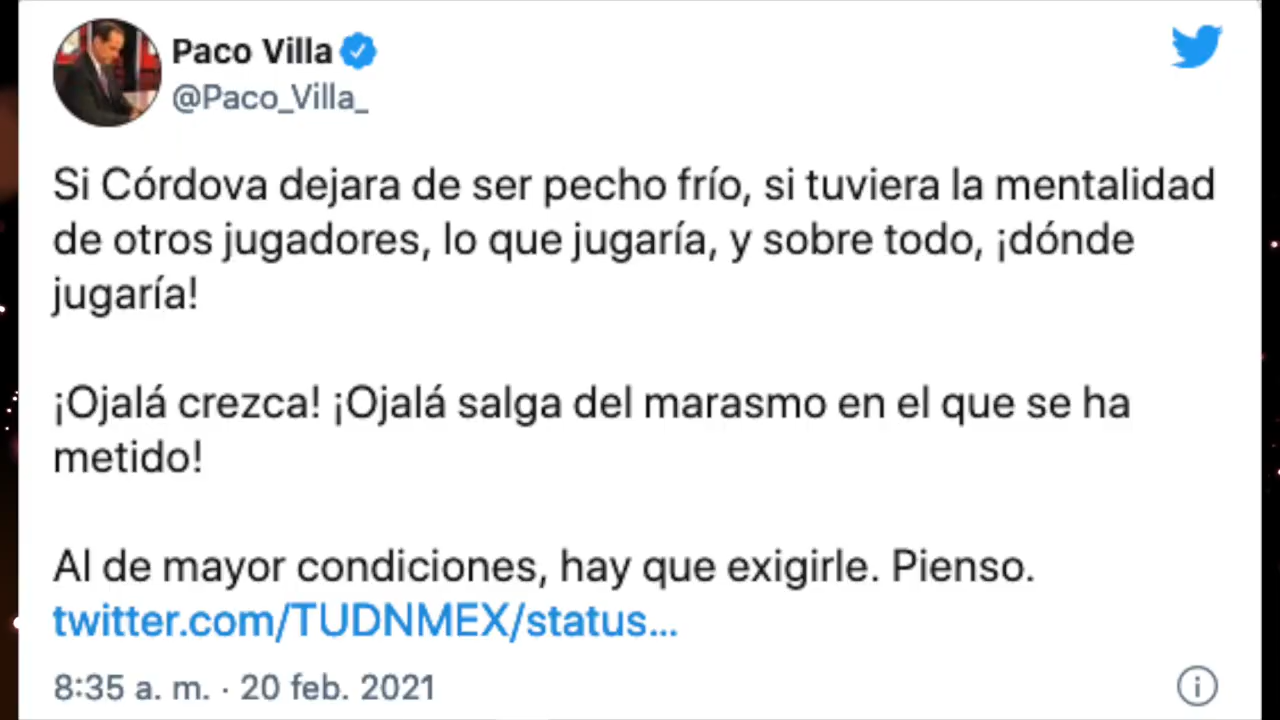 Paco Villa
@Paco_Villa_
Si Córdova dejara de ser pecho frío, si tuviera la mentalidad
de otros jugadores, lo que jugaría, y sobre todo, ¡dónde
jugaría!
¡Ojalá crezca! ¡Ojalá salga del marasmo en el que se ha
metido!
Al de mayor condiciones, hay que exigirle. Pienso.
twitter.com/TUDNMEX/status...
8:35 a. m. · 20 feb. 2021